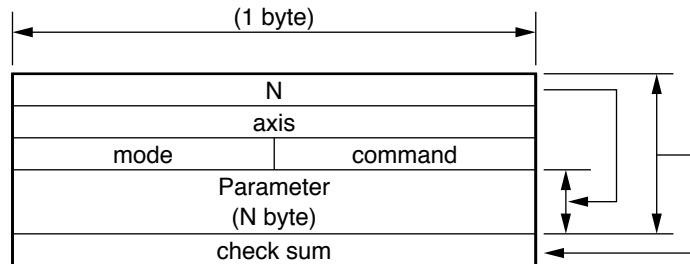 (1 byte)
N
axis
mode command
Parameter
(N byte)
check sum